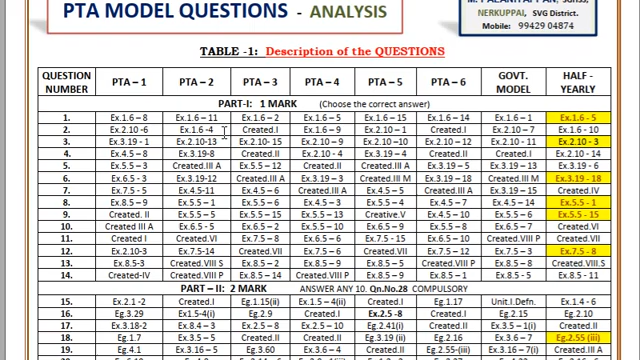 PTA MODEL QUESTIONS - ANALYSIS
NERKUPPAI, SVG District.
Mobile: 99429 04874
TABLE -1: Description of the QUESTIONS
QUESTION NUMBER PTA – 1 PTA – 2 PTA – 3 PTA – 4 PTA – 5 PTA – 6 GOVT. MODEL HALF - YEARLY
PART-I: 1 MARK (Choose the correct answer)
1. Ex.1.6 – 8 Ex.1.6 – 11 Ex.1.6 – 2 Ex.1.6 – 5 Ex.1.6 – 15 Ex.1.6 – 14 Ex.1.6 – 1 Ex.1.6 - 5
2. Ex.2.10 -6 Ex.1.6 -4 Created.I Ex.1.6 – 9 Ex.2.10 – 1 Created.I Ex.2.10 – 7 Ex.1.6 - 10
3. Ex.3.19 – 1 Ex.2.10-13 Ex.2.10- 15 Ex.2.10 – 5 Ex.2.10 – 10 Ex.2.10 – 12 Ex.2.10 – 11 Ex.2.10 - 3
4. Ex.4.5 – 8 Ex.3.19-8 Created.II Ex.2.10 - 4 Ex.3.19 – 4 Ex.3.19 – 2 Created.I Ex.2.10 - 14
5. Ex.5.5 – 3 Created.III A Ex.5.5 – 12 Created.II Created.III A Ex.3.19 – 5 Ex.3.19 – 13 Ex.3.19 - 6
6. Ex.6.5 – 3 Ex.3.19-12 Created.III A Created.III A Created.III M Ex.3.19 – 18 Created.III A Ex.3.19 - 18
7. Ex.7.5 – 5 Ex.4.5-11 Ex.4.5 – 6 Created.III A Ex.4.5 – 3 Created.III A Ex.3.19 – 15 Created.IV
8. Ex.8.5 – 9 Ex.5.5 – 1 Ex.5.5 – 6 Ex.4.5 – 3 Ex.5.5 – 4 Ex.4.5 – 7 Ex.4.5 – 14 Ex.5.5 - 1
9. Created. II Ex.5.5 – 5 Ex.5.5 – 15 Ex.5.5 – 13 Creative.V Ex.4.5 – 10 Ex.5.5 – 6 Ex.5.5 - 15
10. Created III A Ex.6.5 - 5 Ex.6.5 – 2 Ex.6.5 – 10 Ex.6.5 – 9 Ex.5.5 – 8 Ex.6.5 – 7 Created.VI
11. Created I Created.VI Ex.7.5 – 8 Ex.6.5 – 6 Ex.7.5 - 15 Ex.6.5 – 10 Created.VIII P Created.VI
12. Ex.2.10-3 Ex.7.5-14 Created.VII Created.VII Ex.7.5 – 12 Ex.7.5 – 3 Created.VII Ex.7.5 - 8
13. Ex.8.5-3 Created.VIII S Ex.8.5 – 2 Ex.8.5 – 9 Ex.8.5 – 5 Created.VIII P Ex.8.5 – 6 Created.VIII.S
14. Created-IV Created.VIII P Ex.8.5 – 14 Created.VIII P Ex.8.5 – 9 Ex.8.5 – 1 Ex.8.5 - 5 Ex.8.5 - 11
PART – II: 2 MARK ANSWER ANY 10. Qn.No.28 COMPULSORY
15. Ex.2.1 -2 Created.I Eg.1.15(ii) Ex.1.5 – 4(ii) Created.I Eg.1.17 Unit.I.Defn. Ex.1.4 - 6
16. Eg.3.29 Ex.1.5-4(i) Eg.2.9 Created.I Ex.2.5 -8 Created.I Eg.2.15 Eg.2.10
17. Ex.3.18-2 Ex.8.4 – 3 Ex.2.5 – 8 Ex.2.5 – 10 Eg.2.41(i) Created.II Ex.3.5 – 1(i) Created.II
18. Eg.1.7 Ex.3.5 – 5 Created.II Created.II Eg.3.19 (ii) Eg.2.16 Ex.3.6 – 7 Eg.2.55 (iii)
19. Eg.4.1 Ex.3.16 – 5 Eg.3.60 Ex.3.6 – 4 Created.II Eg.2.55-(iii) Ex.3.17 – 1 Created.II